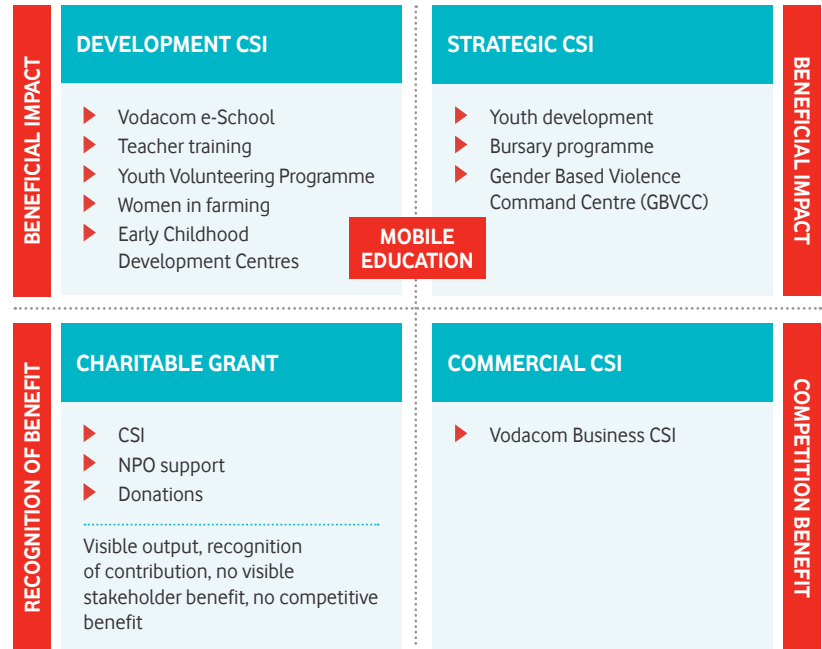 BENEFICIAL IMPACT
DEVELOPMENT CSI
Vodacom e-School
Teacher training
Youth Volunteering Programme
Women in farming
Early Childhood
Development Centres
STRATEGIC CSI
Youth development
Bursary programme
Gender Based Violence
Command Centre (GBVCC)
BENEFICIAL IMPACT
MOBILE
EDUCATION
RECOGNITION OF BENEFIT
CHARITABLE GRANT
CSI
NPO support
Donations
Visible output, recognition
of contribution, no visible
stakeholder benefit, no competitive
benefit
COMMERCIAL CSI
Vodacom Business CSI
COMPETITION BENEFIT